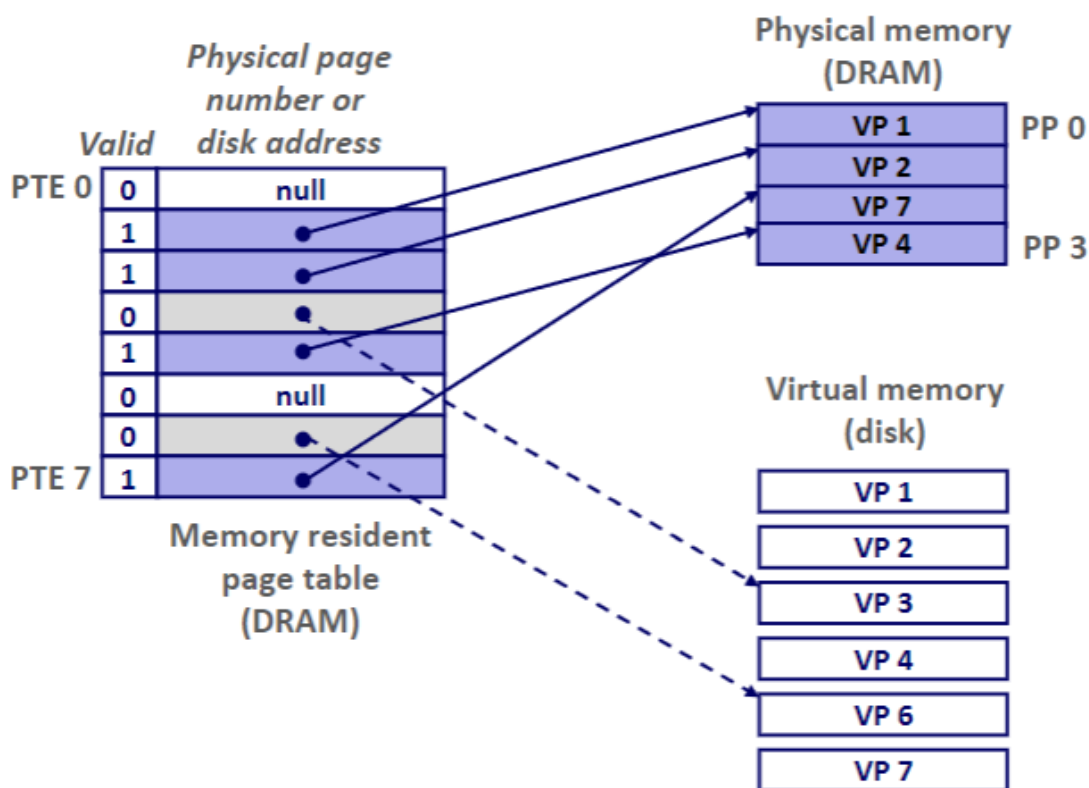 Physical page
number or
disk address
Valid
PTE 0
0
null
1
1
0
1
0
null
0
PTE 7
1
Memory resident
page table
(DRAM)
Physical memory
(DRAM)
VP 1
PP 0
VP 2
VP 7
VP 4
PP 3
Virtual memory
(disk)
VP 1
VP 2
VP 3
VP 4
VP 6
VP 7